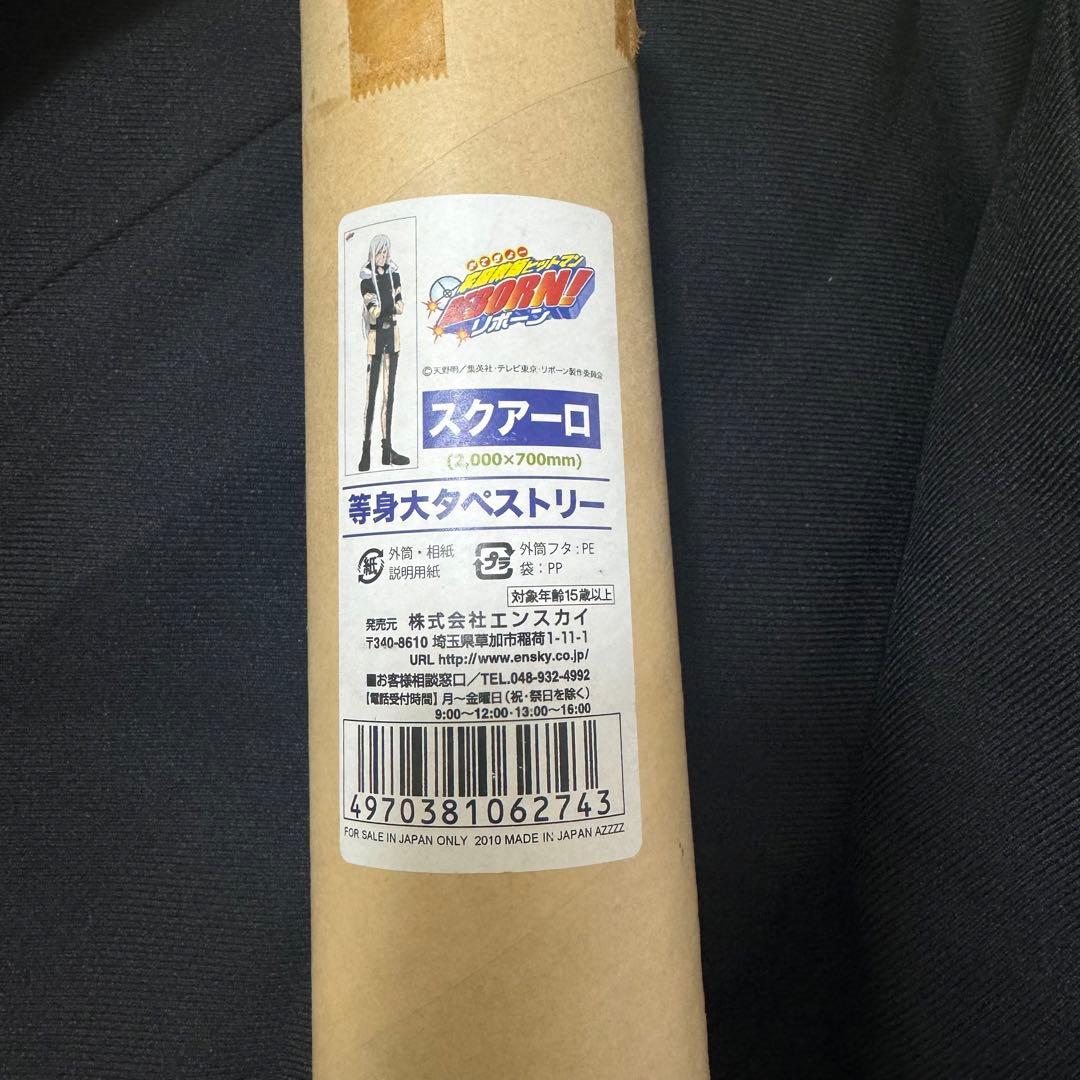 かてきょー
家庭教師ヒットマン
REBORN!
リボーン
©天野明／集英社・テレビ東京・リボーン製作委員会
スクアーロ
(2,000×700mm)
等身大タペストリー
紙
外筒・相紙
説明用紙
プラ
外筒フタ:PE
袋:PP
対象年齢15歳以上
発売元 株式会社エンスカイ
〒340-8610 埼玉県草加市稲荷1-11-1
URL http://www.ensky.co.jp/
■お客様相談窓口／TEL.048-932-4992
【電話受付時間】月～金曜日(祝・祭日を除く)
9:00～12:00・13:00～16:00
4970381062743
FOR SALE IN JAPAN ONLY 2010 MADE IN JAPAN AZZZZ